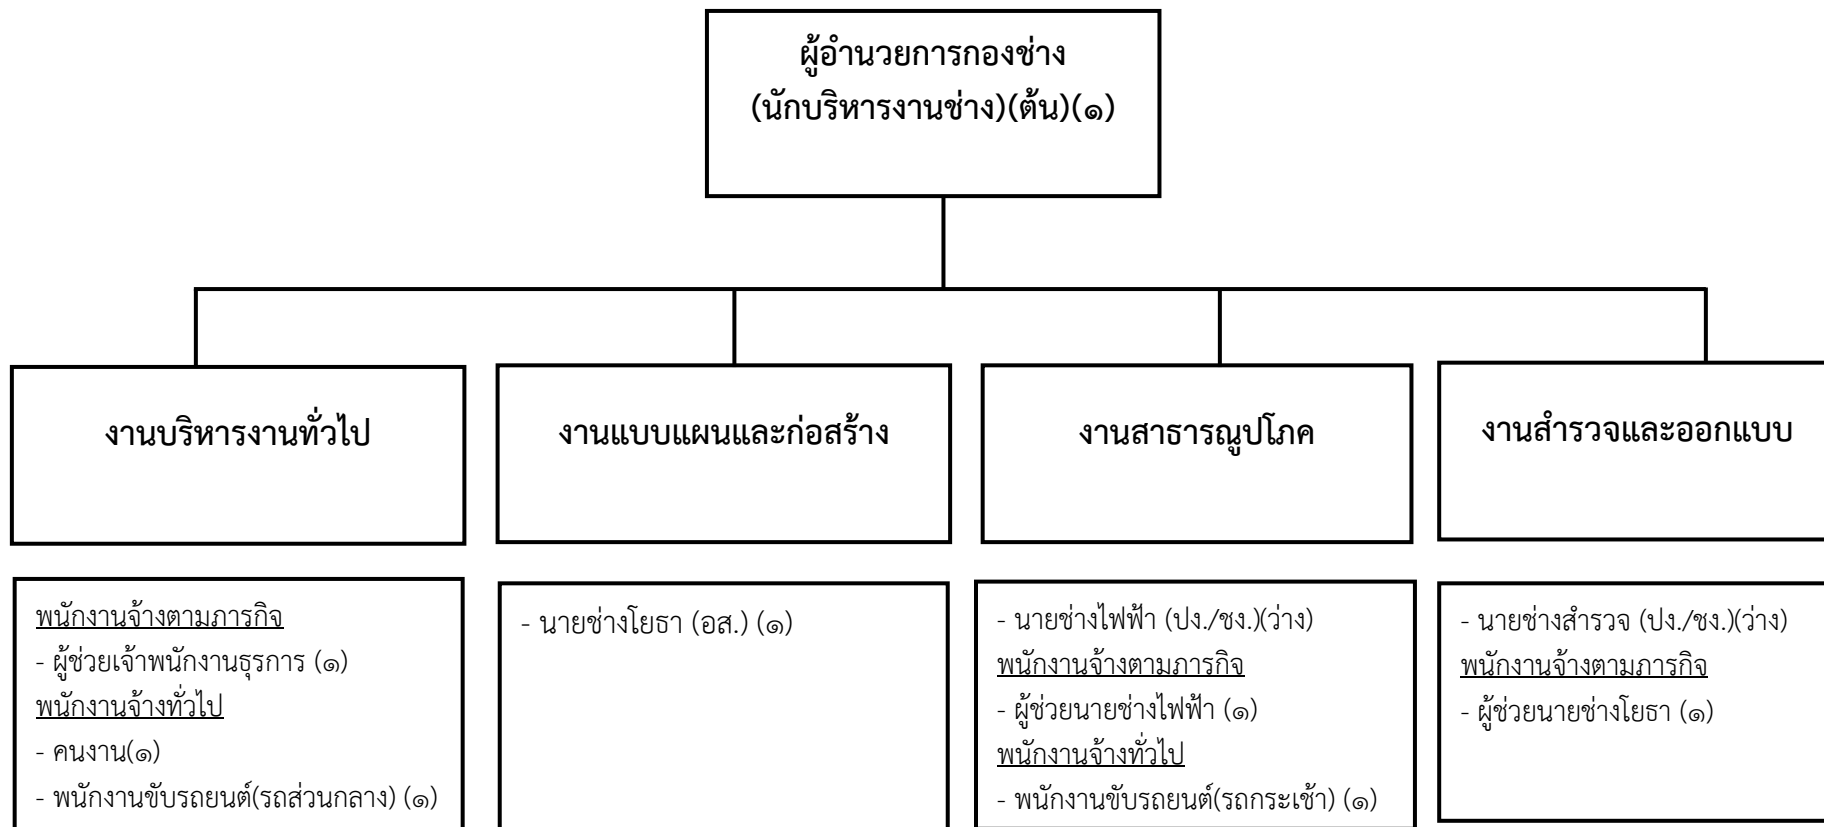 ผู้อำนวยการกองช่าง
(นักบริหารงานช่าง)(ต้น)(๑)
งานบริหารงานทั่วไป
งานแบบแผนและก่อสร้าง
งานสาธารณูปโภค
งานสำรวจและออกแบบ
พนักงานจ้างตามภารกิจ
- ผู้ช่วยเจ้าพนักงานธุรการ (๑)
พนักงานจ้างทั่วไป
- คนงาน(๑)
- พนักงานขับรถยนต์(รถส่วนกลาง) (๑)
- นายช่างโยธา (อส.) (๑)
- นายช่างไฟฟ้า (ปง./ชง.)(ว่าง)
พนักงานจ้างตามภารกิจ
- ผู้ช่วยนายช่างไฟฟ้า (๑)
พนักงานจ้างทั่วไป
- พนักงานขับรถยนต์(รถกระเช้า) (๑)
- นายช่างสำรวจ (ปง./ชง.)(ว่าง)
พนักงานจ้างตามภารกิจ
- ผู้ช่วยนายช่างโยธา (๑)